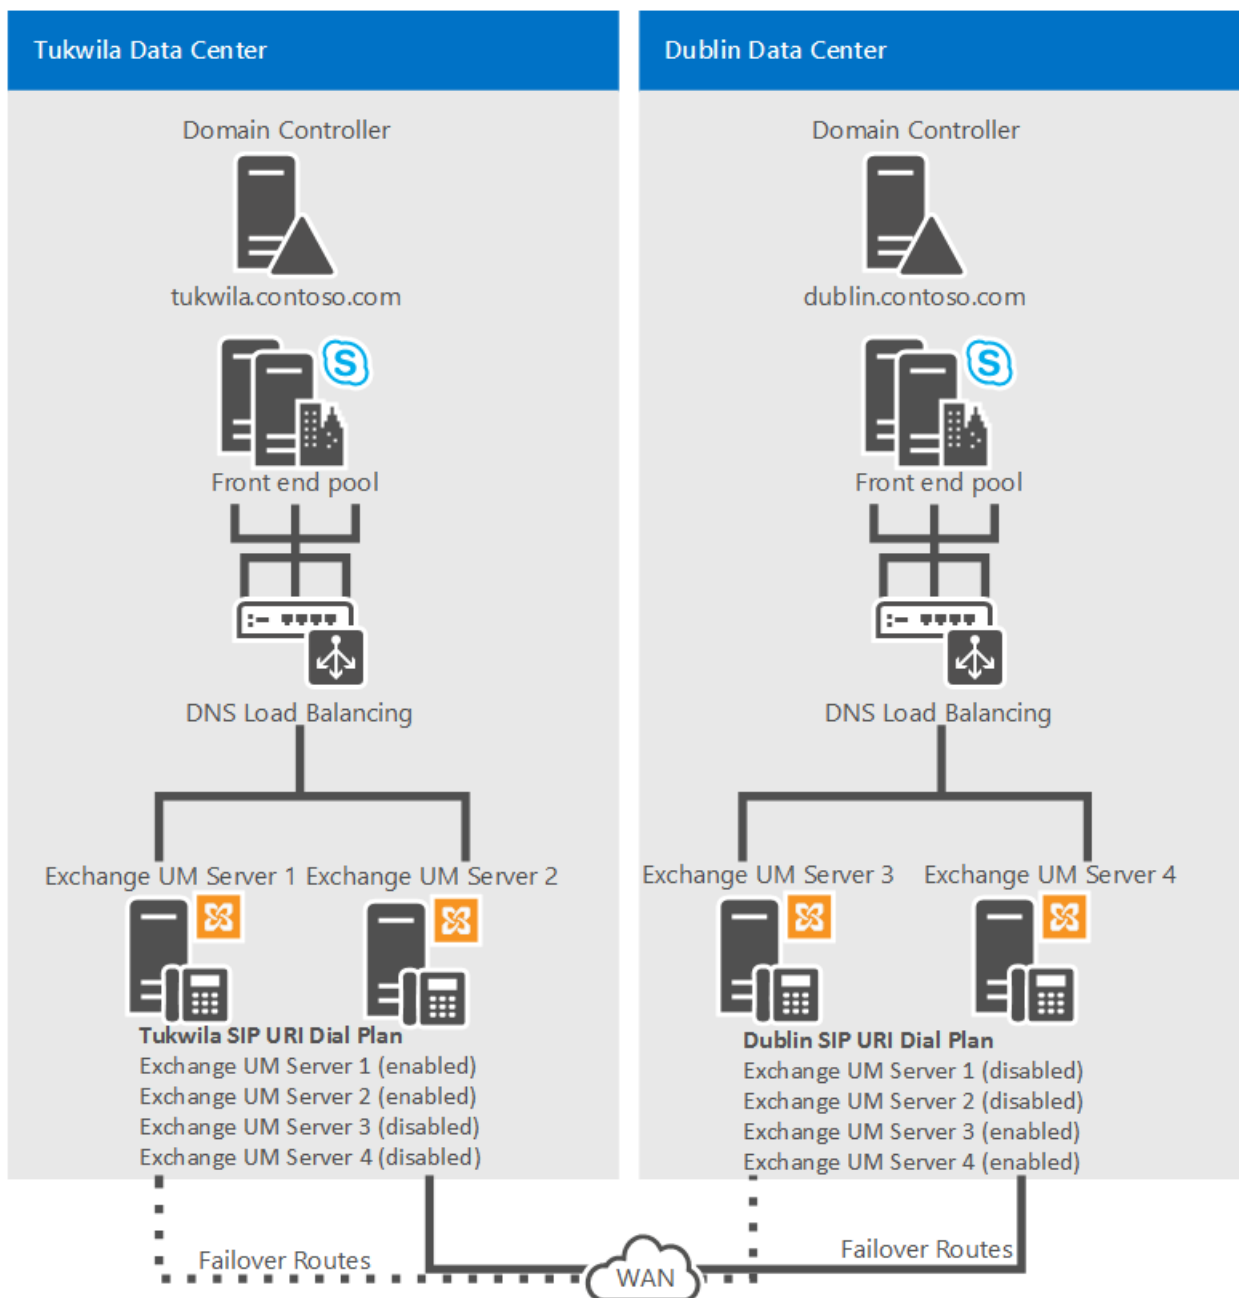 Tukwila Data Center
Domain Controller
tukwila.contoso.com
S
Front end pool
DNS Load Balancing
Exchange UM Server 1 Exchange UM Server 2
Tukwila SIP URI Dial Plan
Exchange UM Server 1 (enabled)
Exchange UM Server 2 (enabled)
Exchange UM Server 3 (disabled)
Exchange UM Server 4 (disabled)
Failover Routes
Dublin Data Center
Domain Controller
dublin.contoso.com
S
Front end pool
DNS Load Balancing
Exchange UM Server 3 Exchange UM Server 4
Dublin SIP URI Dial Plan
Exchange UM Server 1 (disabled)
Exchange UM Server 2 (disabled)
Exchange UM Server 3 (enabled)
Exchange UM Server 4 (enabled)
Failover Routes
WAN